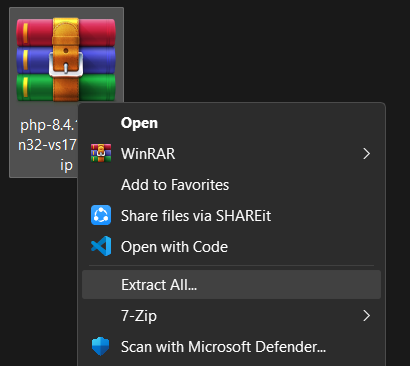 php-8.4.1
n32-vs17
ip
Open
WinRAR
Add to Favorites
Share files via SHAREit
Open with Code
Extract All...
7-Zip
Scan with Microsoft Defender...